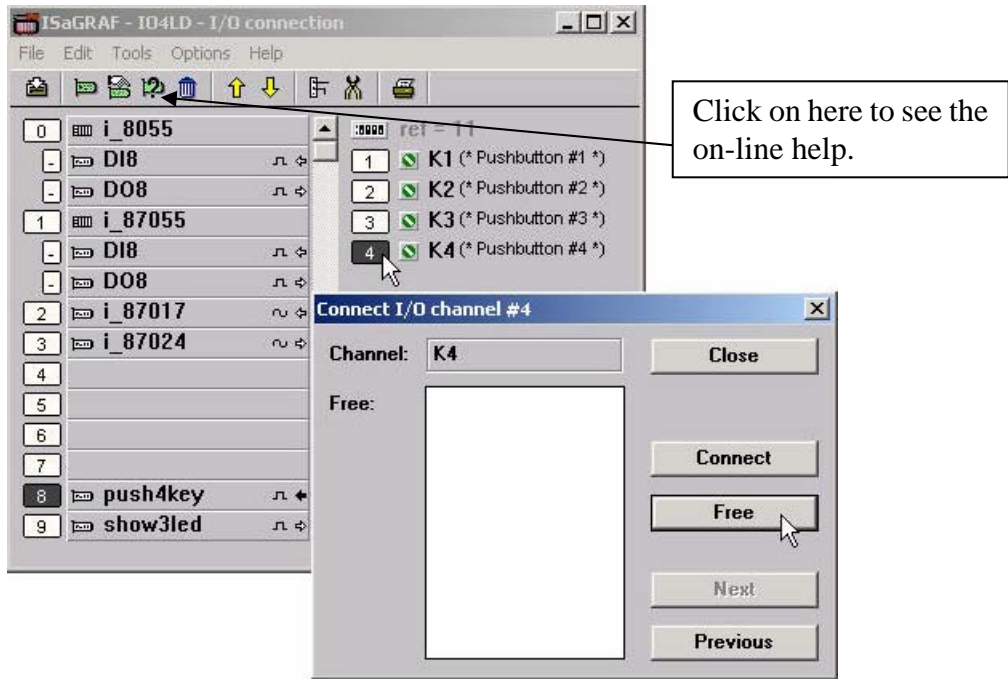 ISaGRAF - IO4LD - I/O connection
File Edit Tools Options Help
Click on here to see the
on-line help.
0 i_8055
- DI8
- DO8
1 i_87055
- DI8
- DO8
2 i_87017
3 i_87024
4
5
6
7
8 push4key
9 show3led
ref = 11
1 K1 (* Pushbutton #1 *)
2 K2 (* Pushbutton #2 *)
3 K3 (* Pushbutton #3 *)
4 K4 (* Pushbutton #4 *)
Connect I/O channel #4
Channel: K4
Close
Free:
Connect
Free
Next
Previous